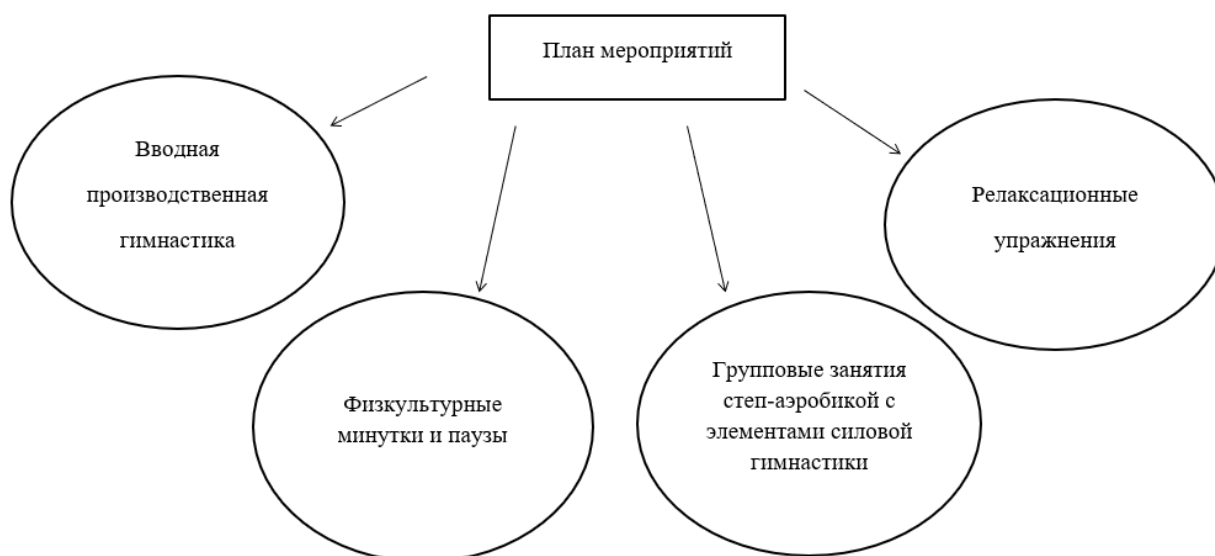 План мероприятий
Вводная
производственная
гимнастика
Релаксационные
упражнения
Физкультурные
минутки и паузы
Групповые занятия
степ-аэробикой с
элементами силовой
гимнастики